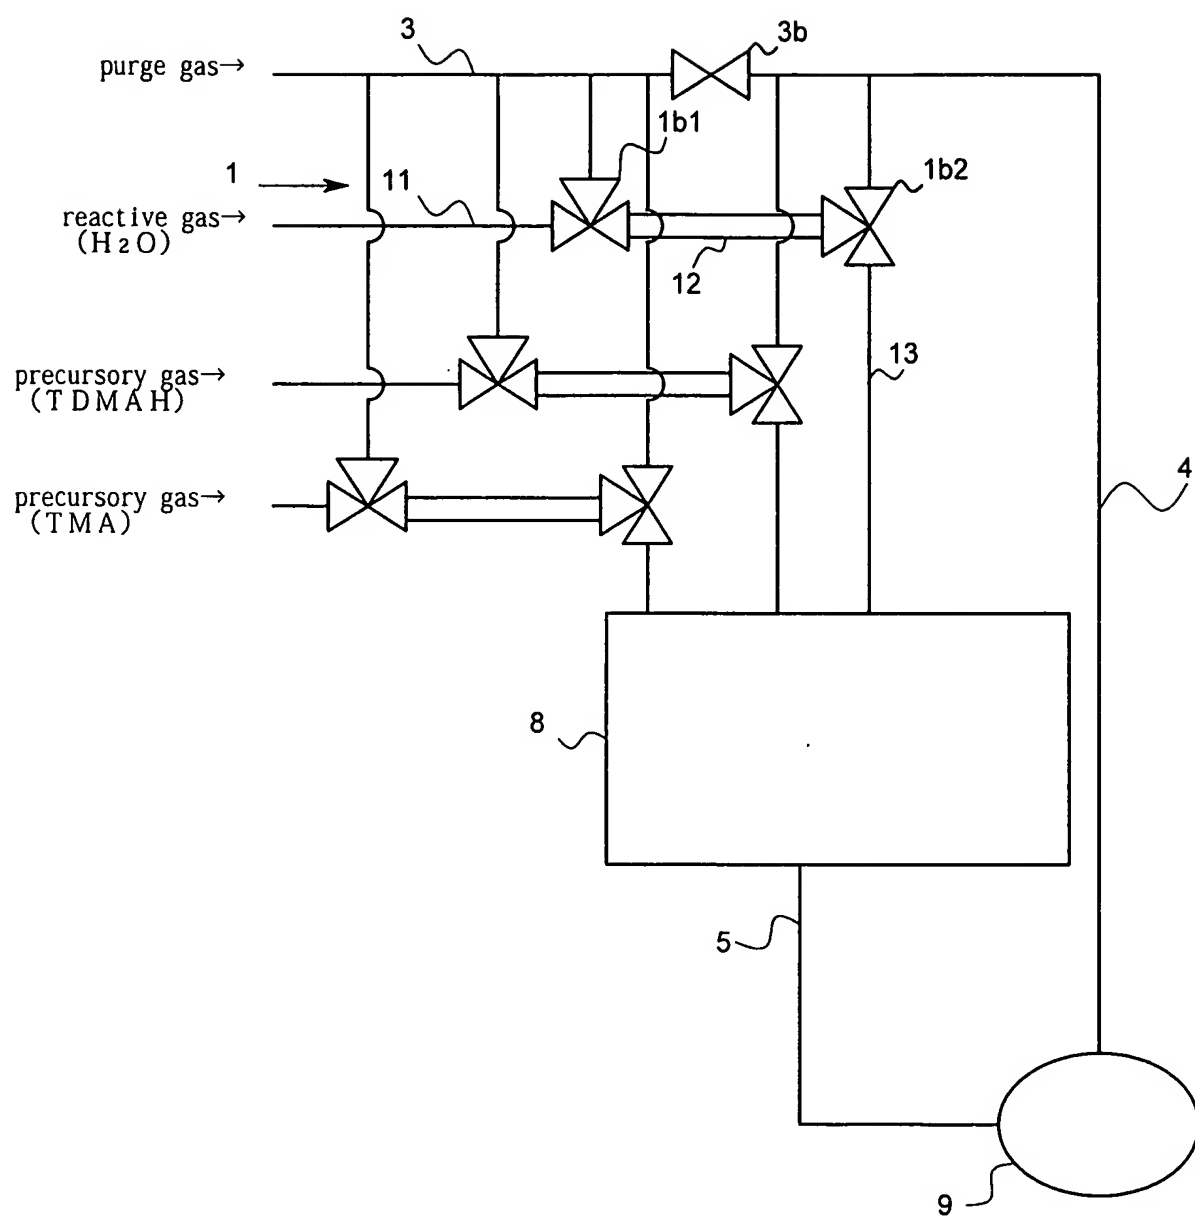 3
3b
purge gas→
1b1
1
11
1b2
reactive gas→
(H2O)
12
precursory gas→
(TDMAH)
13
precursory gas→
(TMA)
4
8
5
9